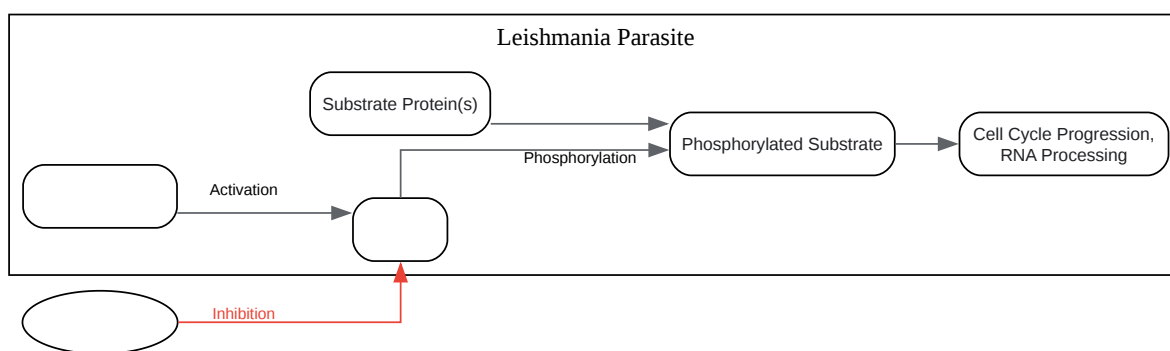 Leishmania Parasite
Substrate Protein(s)
Phosphorylated Substrate
Cell Cycle Progression,
RNA Processing
Phosphorylation
Activation
Inhibition